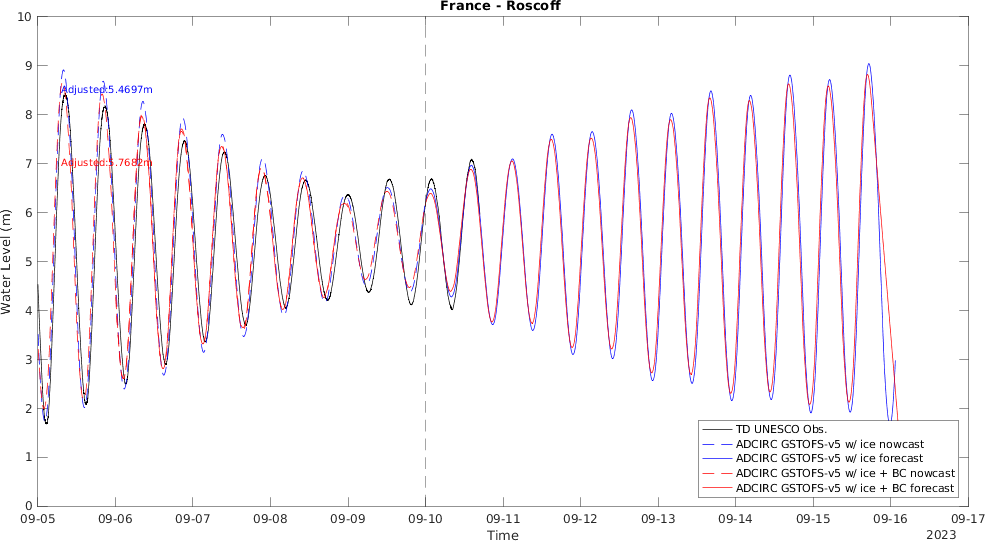 France - Roscoff
10
9
8
7
6
5
4
3
2
1
0
Water Level (m)
Adjusted:5.4697m
Adjusted:5.7682m
TD UNESCO Obs.
ADCIRC GSTOFS-v5 w/ ice nowcast
ADCIRC GSTOFS-v5 w/ ice forecast
ADCIRC GSTOFS-v5 w/ ice + BC nowcast
ADCIRC GSTOFS-v5 w/ ice + BC forecast
09-05 09-06 09-07 09-08 09-09 09-10 09-11 09-12 09-13 09-14 09-15 09-16 09-17
Time
2023